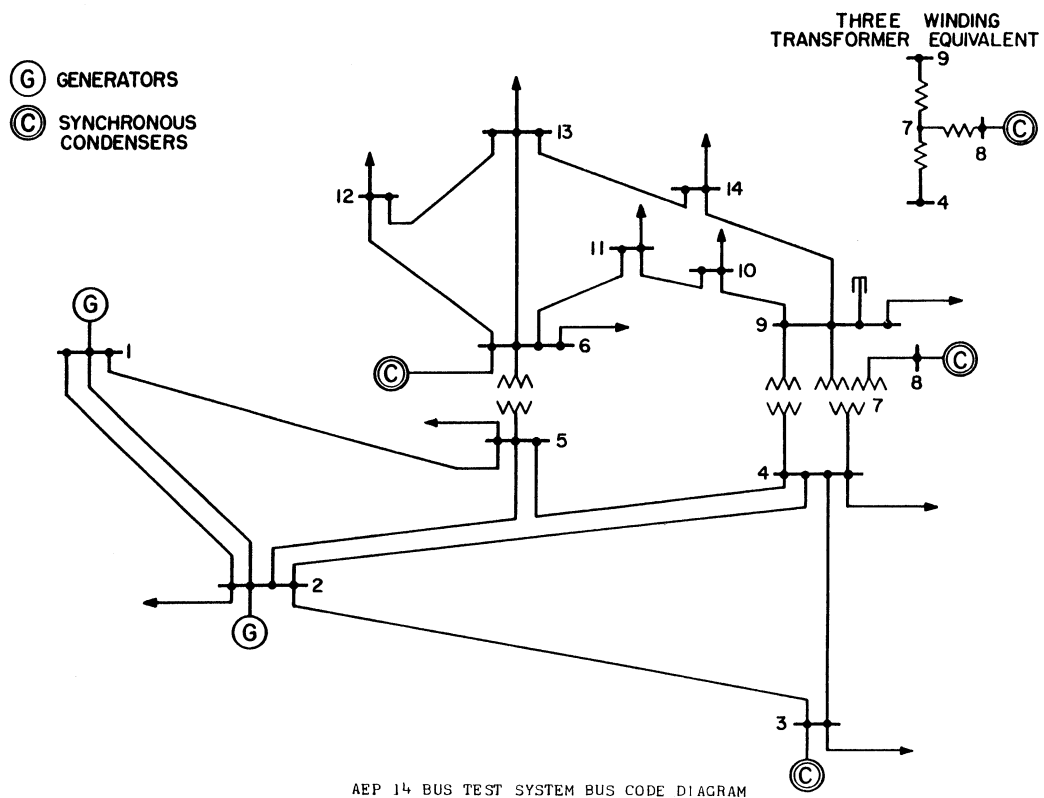 THREE WINDING
TRANSFORMER EQUIVALENT
9
7
C
8
4
G GENERATORS
C SYNCHRONOUS
CONDENSERS
13
12
14
11
10
G
1
9
6
C
8
C
7
5
4
2
G
3
C
AEP 14 BUS TEST SYSTEM BUS CODE DIAGRAM